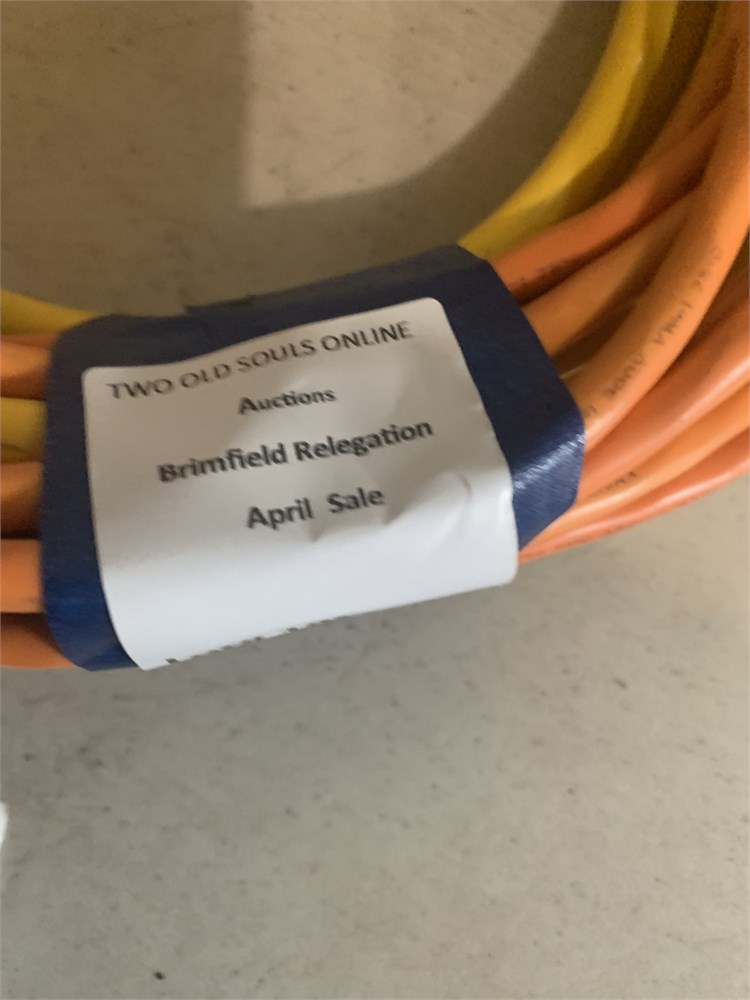 TWO OLD SOULS ONLINE
Auctions
Brimfield Relegation
April Sale